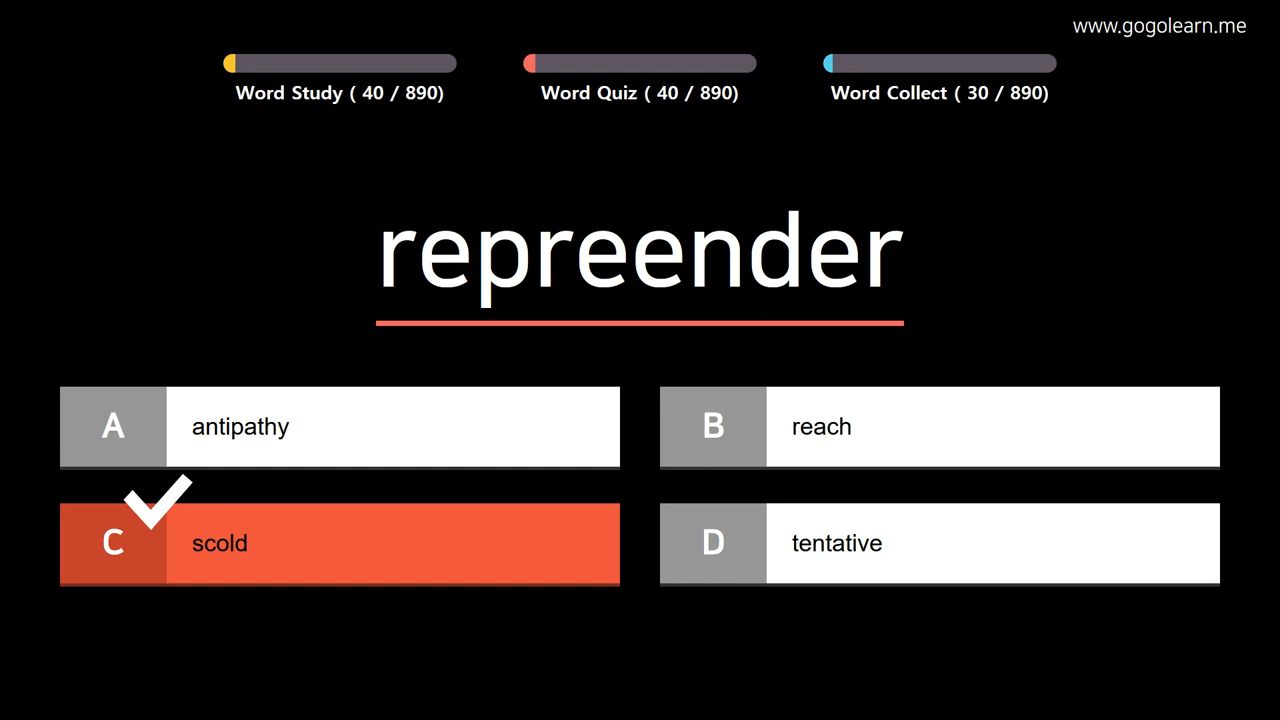 www.gogolearn.me
Word Study ( 40 / 890)
Word Quiz ( 40 / 890)
Word Collect ( 30 / 890)
repreender
A antipathy
B reach
C scold
D tentative